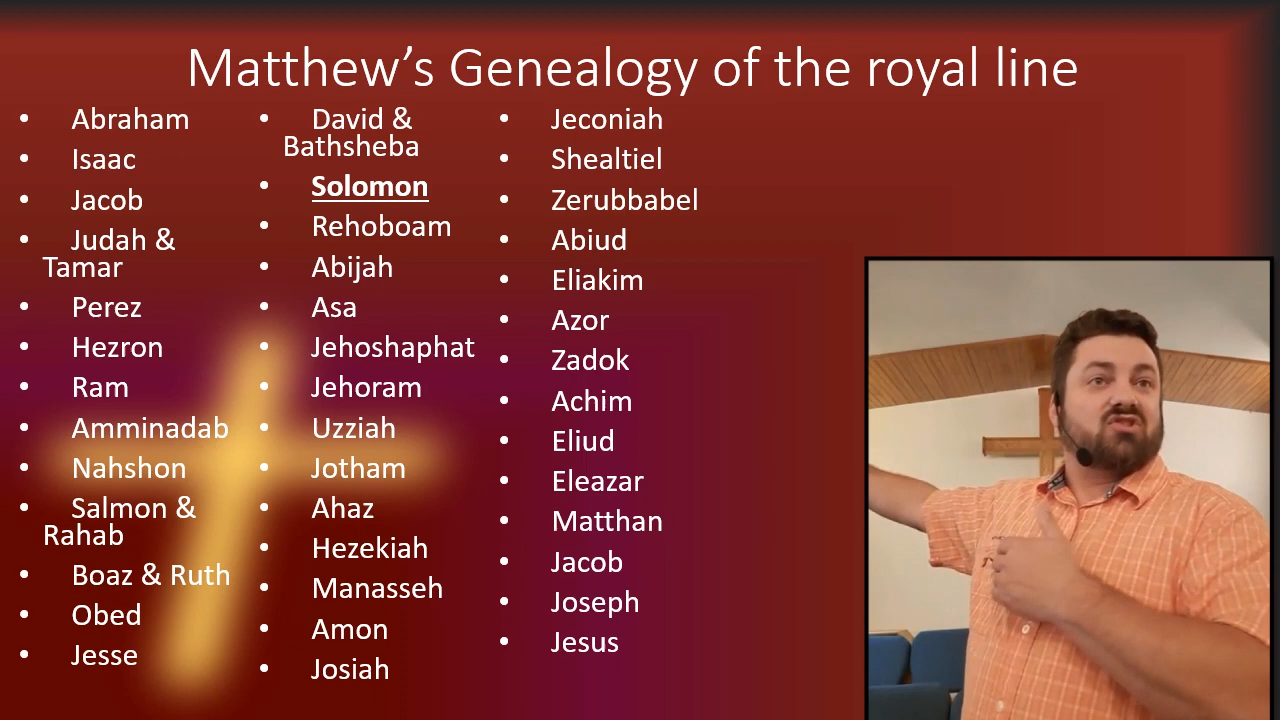 Matthew’s Genealogy of the royal line
• Abraham
• Isaac
• Jacob
• Judah &
Tamar
• Perez
• Hezron
• Ram
• Amminadab
• Nahshon
• Salmon &
Rahab
• Boaz & Ruth
• Obed
• Jesse
• David &
Bathsheba
• Solomon
• Rehoboam
• Abijah
• Asa
• Jehoshaphat
• Jehoram
• Uzziah
• Jotham
• Ahaz
• Hezekiah
• Manasseh
• Amon
• Josiah
• Jeconiah
• Shealtiel
• Zerubbabel
• Abiud
• Eliakim
• Azor
• Zadok
• Achim
• Eliud
• Eleazar
• Matthan
• Jacob
• Joseph
• Jesus